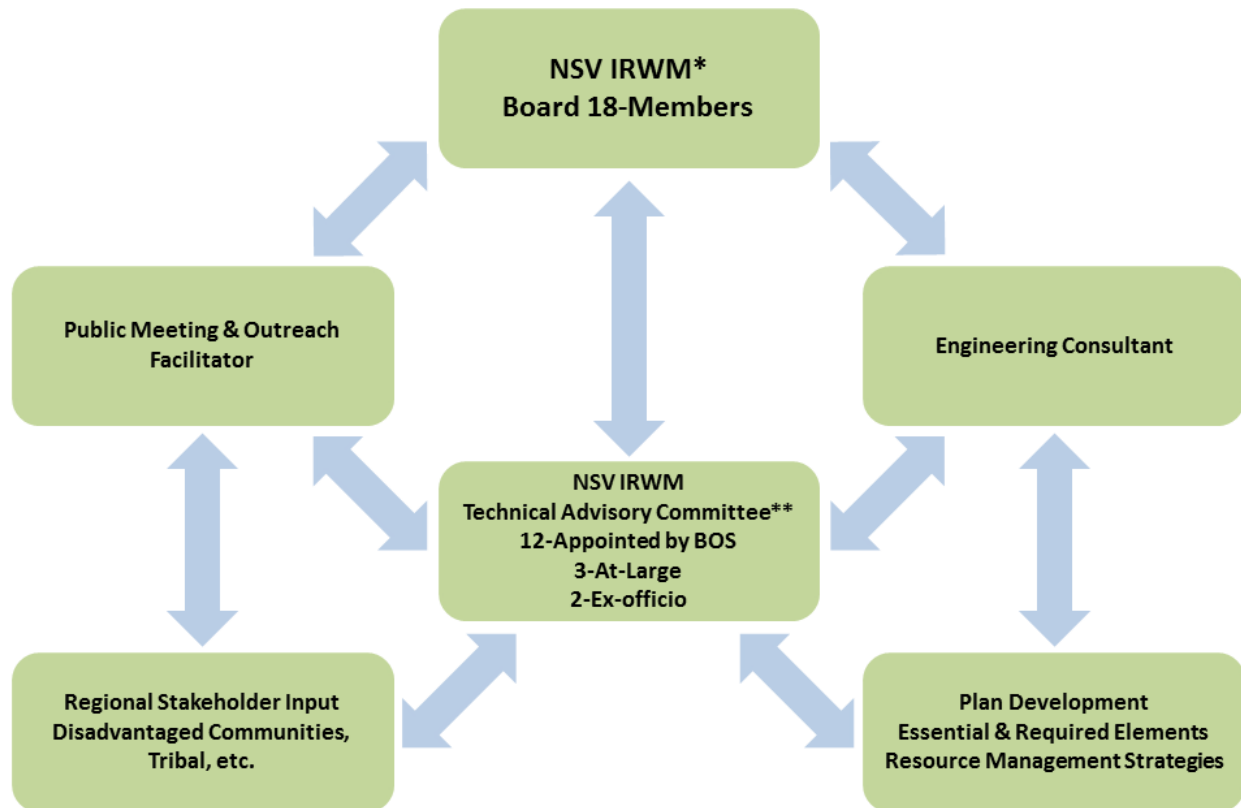 NSV IRWM*
Board 18-Members
Public Meeting & Outreach
Facilitator
Engineering Consultant
NSV IRWM
Technical Advisory Committee**
12-Appointed by BOS
3-At-Large
2-Ex-officio
Regional Stakeholder Input
Disadvantaged Communities,
Tribal, etc.
Plan Development
Essential & Required Elements
Resource Management Strategies